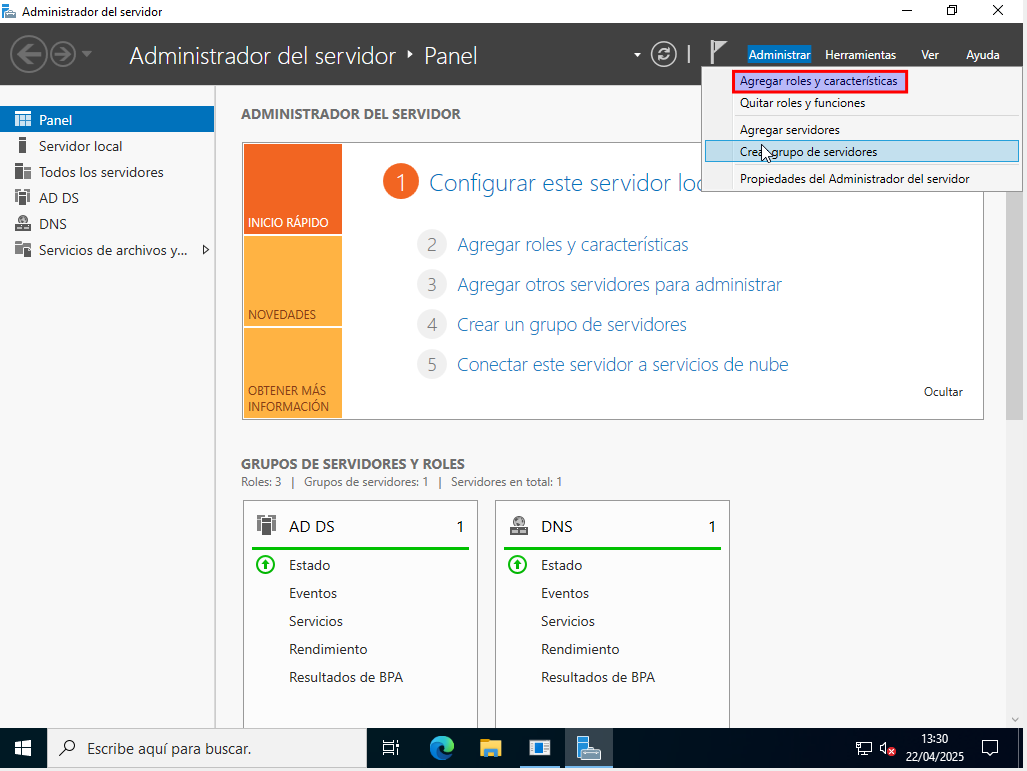 Administrador del servidor
Administrador del servidor ‣ Panel
Administrar Herramientas Ver Ayuda
Agregar roles y características
Quitar roles y funciones
Agregar servidores
Crear grupo de servidores
Propiedades del Administrador del servidor
Panel
Servidor local
Todos los servidores
AD DS
DNS
Servicios de archivos y...
ADMINISTRADOR DEL SERVIDOR
INICIO RÁPIDO
NOVEDADES
OBTENER MÁS
INFORMACIÓN
1 Configurar este servidor loc
2 Agregar roles y características
3 Agregar otros servidores para administrar
4 Crear un grupo de servidores
5 Conectar este servidor a servicios de nube
Ocultar
GRUPOS DE SERVIDORES Y ROLES
Roles: 3 | Grupos de servidores: 1 | Servidores en total: 1
AD DS 1
Estado
Eventos
Servicios
Rendimiento
Resultados de BPA
DNS 1
Estado
Eventos
Servicios
Rendimiento
Resultados de BPA
Escribe aquí para buscar.
13:30
22/04/2025